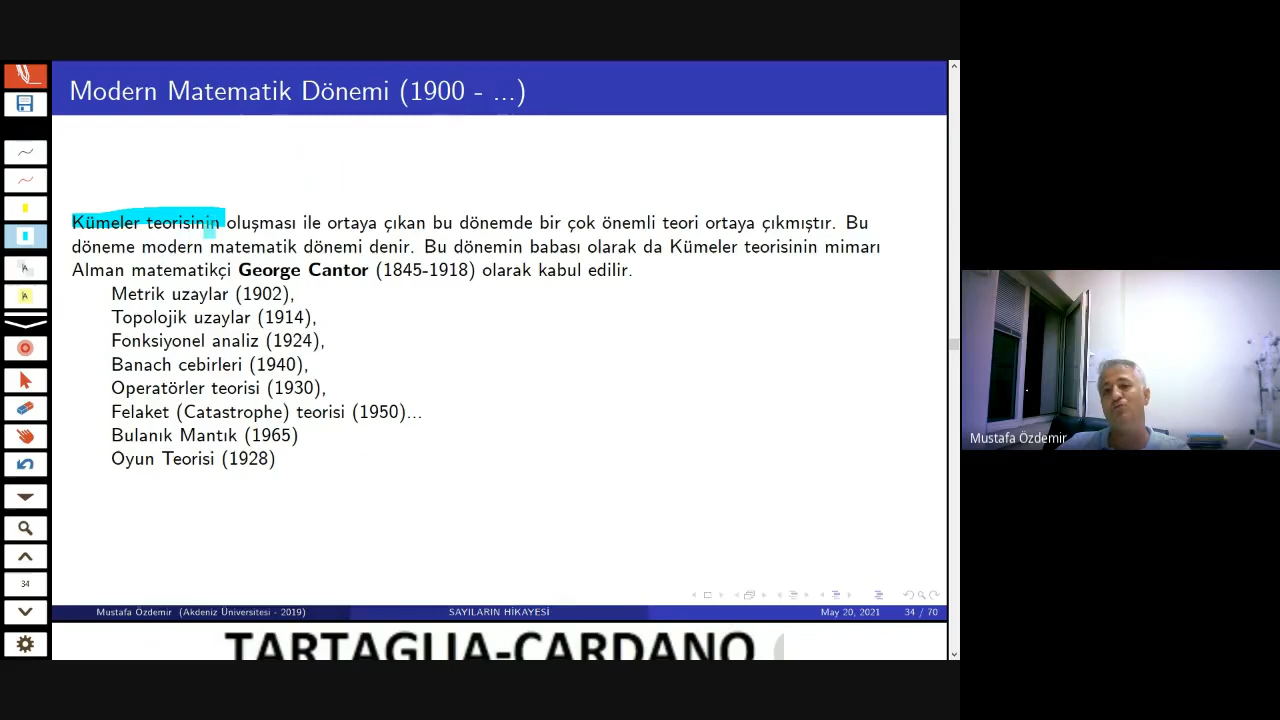 Modern Matematik Dönemi (1900 - ...)
Kümeler teorisinin oluşması ile ortaya çıkan bu dönemde bir çok önemli teori ortaya çıkmıştır. Bu
döneme modern matematik dönemi denir. Bu dönemin babası olarak da Kümeler teorisinin mimarı
Alman matematikçi George Cantor (1845-1918) olarak kabul edilir.
Metrik uzaylar (1902),
Topolojik uzaylar (1914),
Fonksiyonel analiz (1924),
Banach cebirleri (1940),
Operatörler teorisi (1930),
Felaket (Catastrophe) teorisi (1950)...
Bulanık Mantık (1965)
Oyun Teorisi (1928)
Mustafa Özdemir
A
A
34
Mustafa Özdemir (Akdeniz Üniversitesi - 2019) SAYILARIN HİKAYESİ May 20, 2021 34 / 70
TARTAGLIA-CARDANO